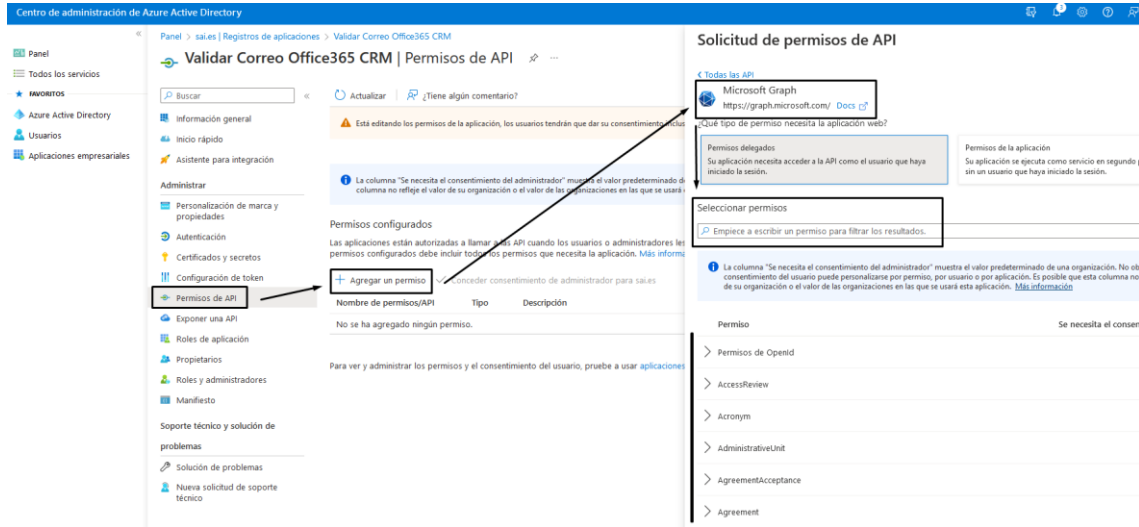 Centro de administración de Azure Active Directory
3
Panel
Todos los servicios
FAVORITOS
Azure Active Directory
Usuarios
Aplicaciones empresariales
Panel > sai.es | Registros de aplicaciones > Validar Correo Office365 CRM
Validar Correo Office365 CRM | Permisos de API
Buscar
Información general
Inicio rápido
Asistente para integración
Administrar
Personalización de marca y
propiedades
Autenticación
Certificados y secretos
Configuración de token
Permisos de API
Exponer una API
Roles de aplicación
Propietarios
Roles y administradores
Manifiesto
Soporte técnico y solución de
problemas
Solución de problemas
Nueva solicitud de soporte
técnico
Actualizar
¿Tiene algún comentario?
Está editando los permisos de la aplicación, los usuarios tendrán que dar su consentimiento
La columna "Se necesita el consentimiento del administrador" muestra el valor predeterminado
columna no refleje el valor de su organización o el valor de las organizaciones en las que se usará
Permisos configurados
Las aplicaciones están autorizadas a llamar a las API cuando los usuarios o administradores les
permisos configurados debe incluir todos los permisos que necesita la aplicación. Más
Agregar un permiso
Conceder consentimiento de administrador para sai.es
Nombre de permisos/API Tipo Descripción
No se ha agregado ningún permiso.
Para ver y administrar los permisos y el consentimiento del usuario, pruebe a usar aplicaciones
Solicitud de permisos de API
< Todas las API
Microsoft Graph
https://graph.microsoft.com/ Docs
¿Qué tipo de permiso necesita la aplicación web?
Permisos delegados
Su aplicación necesita acceder a la API como el usuario que haya
iniciado la sesión.
Permisos de la aplicación
Su aplicación se ejecuta como servicio en segundo
sin un usuario que haya iniciado la sesión.
Seleccionar permisos
Empiece a escribir un permiso para filtrar los resultados.
La columna "Se necesita el consentimiento del administrador" muestra el valor predeterminado de una organización. No
consentimiento del usuario puede personalizarse por permiso, por usuario o por aplicación. Es posible que esta columna no
de su organización o el valor de las organizaciones en las que se usará esta aplicación. Más información
Permiso Se necesita el
Permisos de OpenId
AccessReview
Acronym
AdministrativeUnit
AgreementAcceptance
Agreement